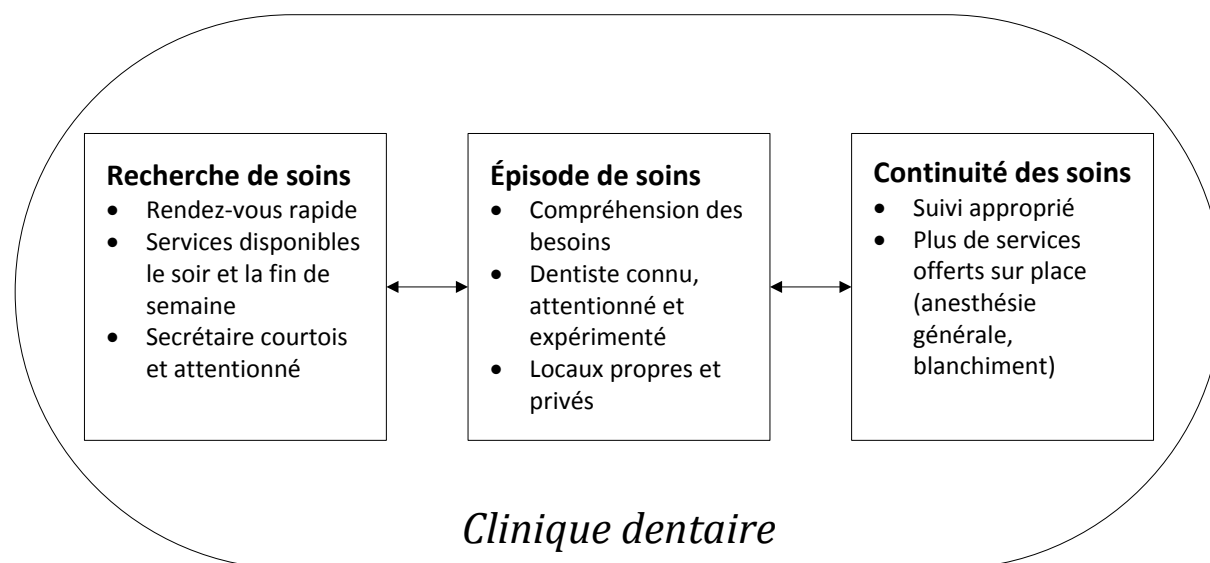 Recherche de soins
• Rendez-vous rapide
• Services disponibles
le soir et la fin de
semaine
• Secrétaire courtois
et attentionné
Épisode de soins
• Compréhension des
besoins
• Dentiste connu,
attentionné et
expérimenté
• Locaux propres et
privés
Continuité des soins
• Suivi approprié
• Plus de services
offerts sur place
(anesthésie
générale,
blanchiment)
Clinique dentaire